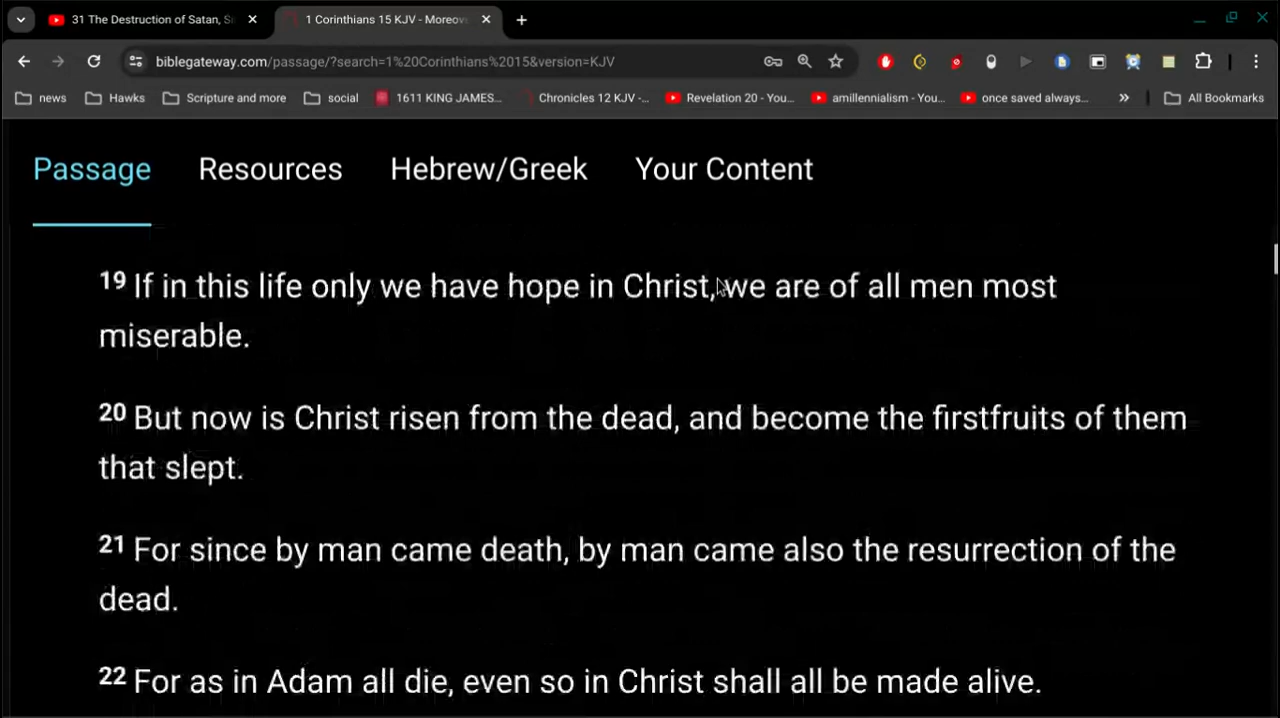 31 The Destruction of Satan, S
1 Corinthians 15 KJV - Moreov
biblegateway.com/passage/?search=1%20Corinthians%2015&version=KJV
news Hawks Scripture and more social 1611 KING JAMES... Chronicles 12 KJV -... Revelation 20 - You... amillennialism - You... once saved always... » All Bookmarks
Passage Resources Hebrew/Greek Your Content
19 If in this life only we have hope in Christ, we are of all men most
miserable.
20 But now is Christ risen from the dead, and become the firstfruits of them
that slept.
21 For since by man came death, by man came also the resurrection of the
dead.
22 For as in Adam all die, even so in Christ shall all be made alive.